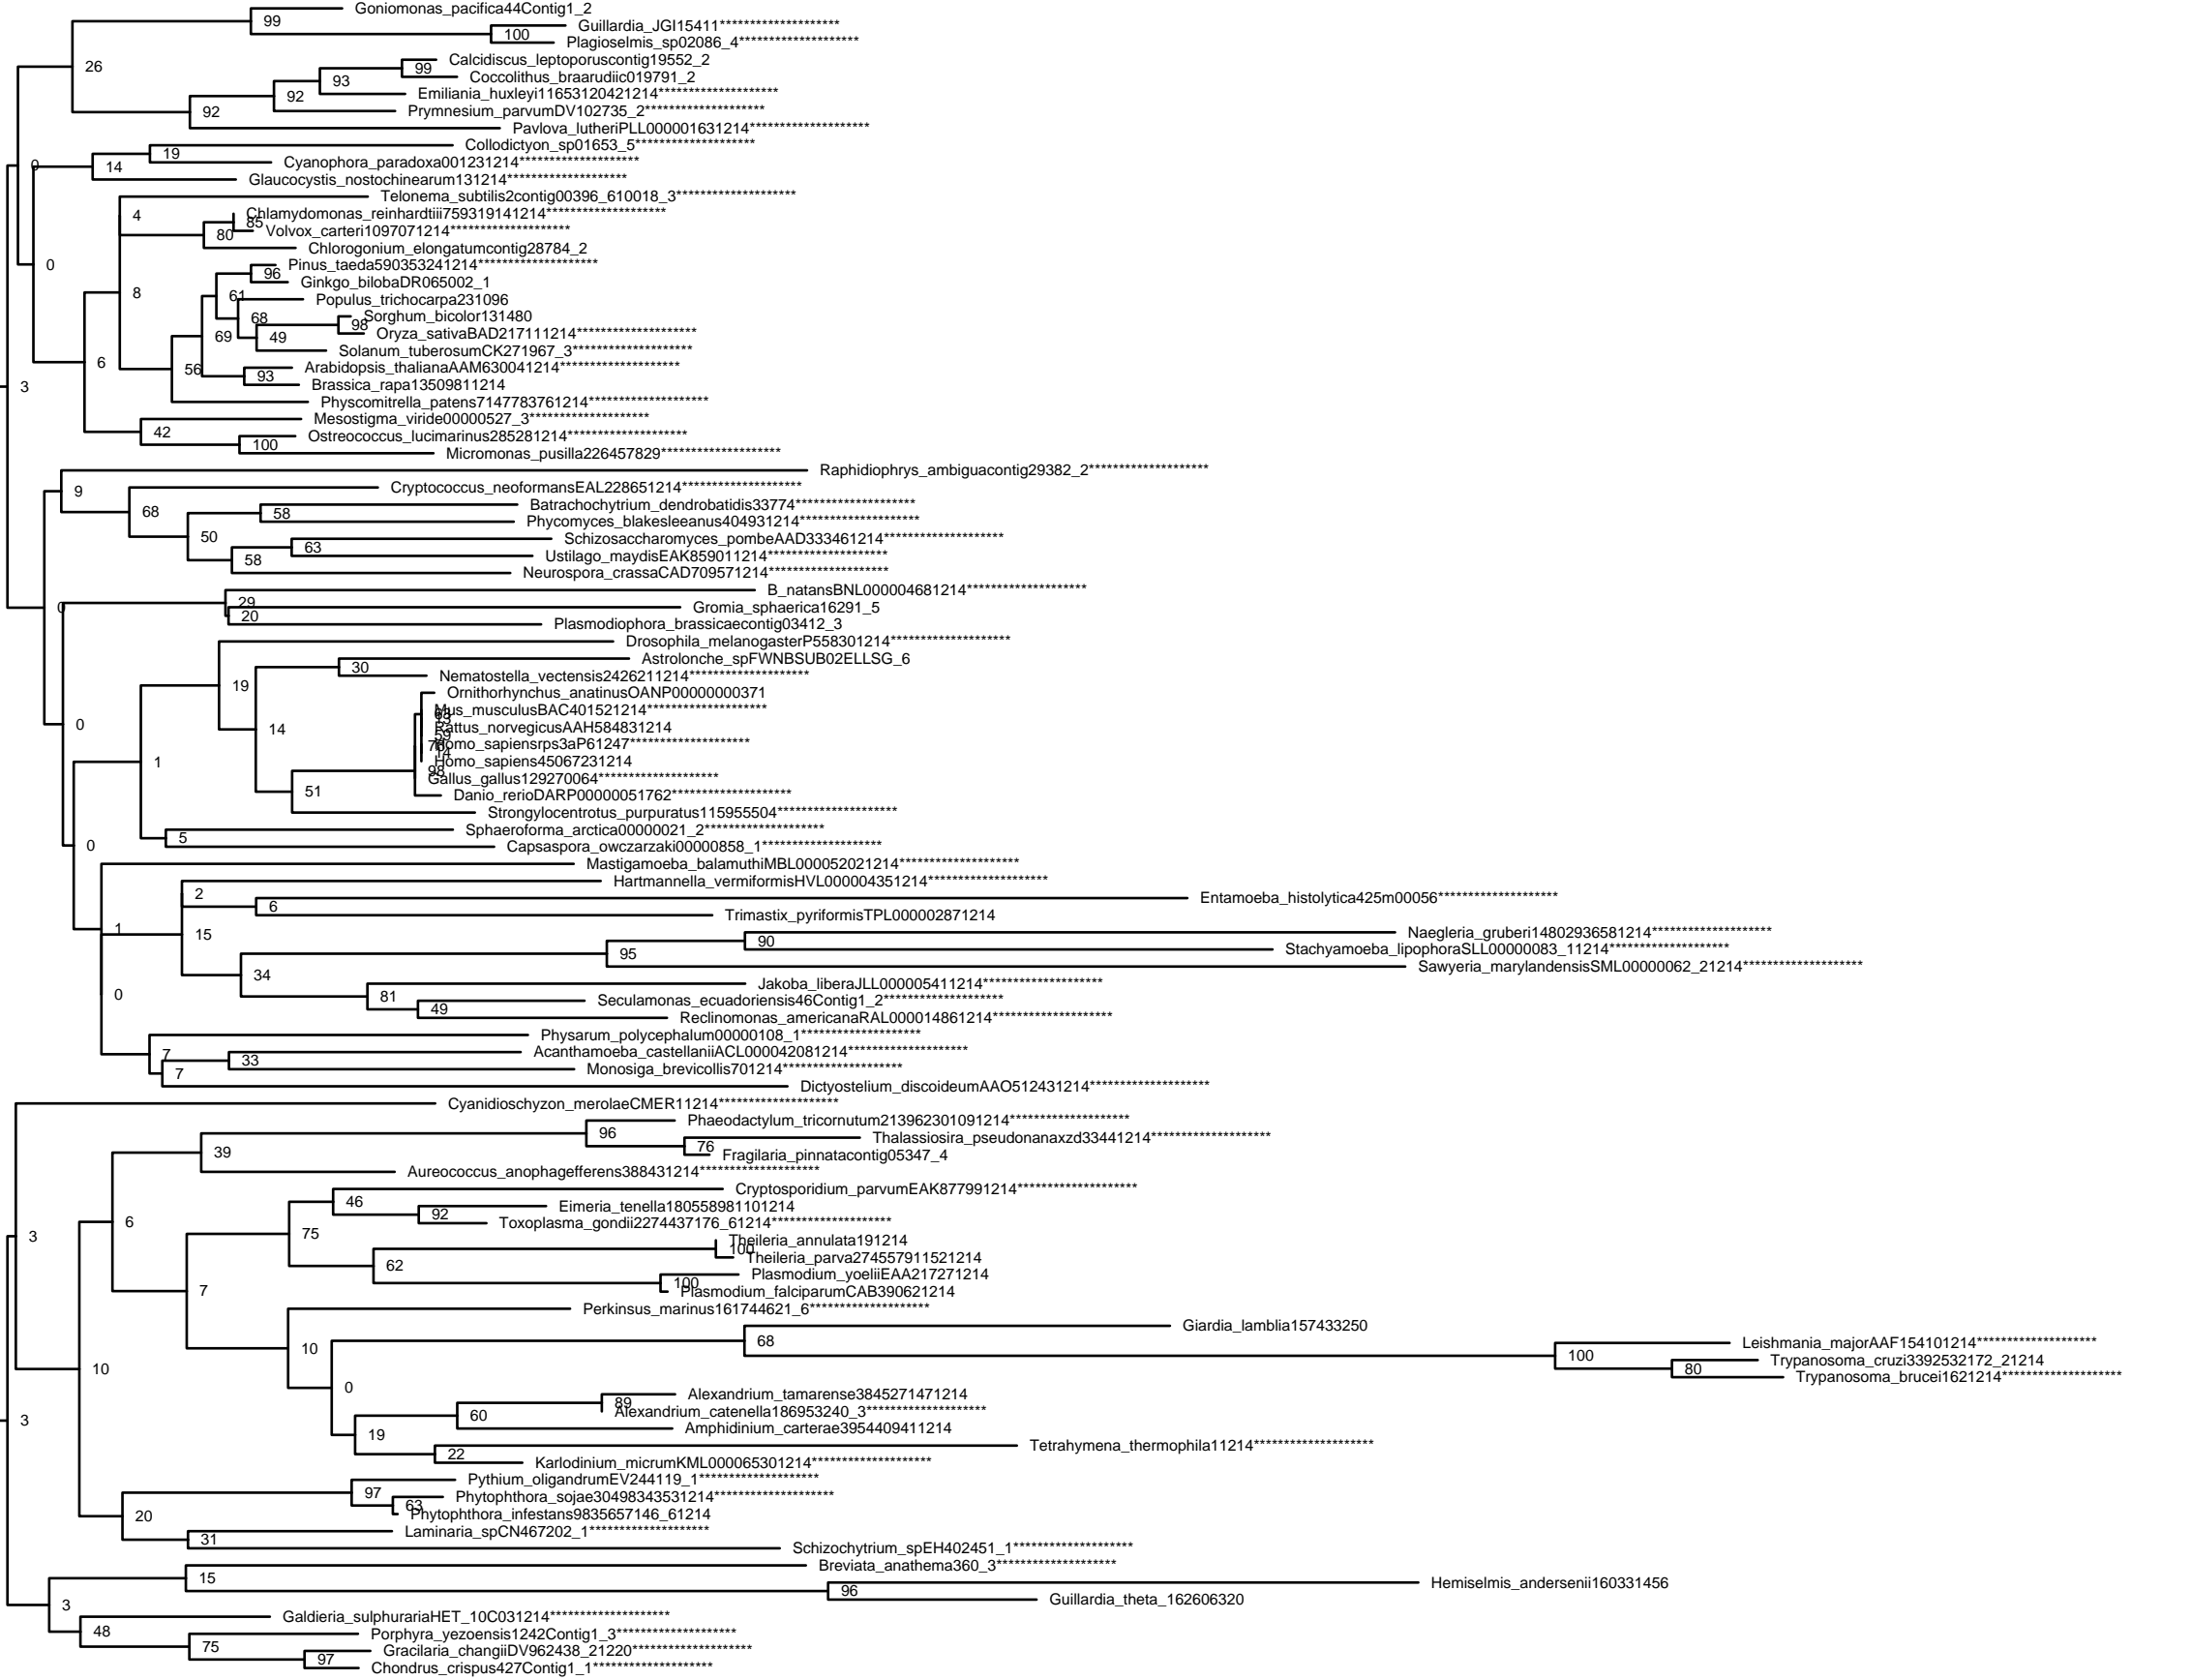 Goniomonas_pacifica44Contig1_2
99
Guillardia_JGI15411********************
100
Plagioselmis_sp02086_4********************
Calcidiscus_leptoporuscontig19552_2
26
99
Coccolithus_braarudiic019791_2
93
Emiliania_huxleyi11653120421214********************
92
Prymnesium_parvumDV102735_2********************
92
Pavlova_lutheriPLL000001631214********************
Collodictyon_sp01653_5********************
19
Cyanophora_paradoxa001231214********************
0
14
Glaucocystis_nostochinearum131214********************
Telonema_subtilis2contig00396_610018_3********************
4
Chlamydomonas_reinhardtiii759319141214********************
85
Volvox_carteri1097071214********************
80
Chlorogonium_elongatumcontig28784_2
0
Pinus_taeda590353241214********************
96
Ginkgo_bilobaDR065002_1
8
61
Populus_trichocarpa231096
68
Sorghum_bicolor131480
98
Oryza_sativaBAD217111214********************
69
49
Solanum_tuberosumCK271967_3********************
6
56
Arabidopsis_thalianaAAM630041214********************
93
Brassica_rapa13509811214
3
Physcomitrella_patens7147783761214********************
Mesostigma_viride00000527_3********************
42
Ostreococcus_lucimarinus285281214********************
100
Micromonas_pusilla226457829********************
Raphidiophrys_ambiguacontig29382_2********************
9
Cryptococcus_neoformansEAL228651214********************
68
Batrachochytrium_dendrobatidis33774********************
58
Phycomyces_blakesleeanus404931214********************
50
Schizosaccharomyces_pombeAAD333461214********************
63
Ustilago_maydisEAK859011214********************
58
Neurospora_crassaCAD709571214********************
B_natansBNL000004681214********************
0
29
Gromia_sphaerica16291_5
20
Plasmodiophora_brassicaecontig03412_3
Drosophila_melanogasterP558301214********************
Astrolonche_spFWNBSUB02ELLSG_6
30
Nematostella_vectensis2426211214********************
19
Ornithorhynchus_anatinusOANP00000000371
Mus_musculusBAC401521214********************
0
14
Rattus_norvegicusAAH584831214
59
Homo_sapiensrps3aP61247********************
14
Homo_sapiens45067231214
1
98
Gallus_gallus129270064********************
51
Danio_rerioDARP00000051762********************
Strongylocentrotus_purpuratus115955504********************
Sphaeroforma_arctica00000021_2********************
5
0
Capsaspora_owczarzaki00000858_1********************
Mastigamoeba_balamuthiMBL000052021214********************
Hartmannella_vermiformisHVL000004351214********************
2
Entamoeba_histolytica425m00056********************
6
Trimastix_pyriformisTPL000002871214
1
15
Naegleria_gruberi14802936581214********************
90
Stachyamoeba_lipophoraSLL00000083_11214********************
95
Sawyeria_marylandensisSML00000062_21214********************
34
Jakoba_liberaJLL000005411214********************
0
81
Seculamonas_ecuadoriensis46Contig1_2********************
49
Reclinomonas_americanaRAL000014861214********************
Physarum_polycephalum00000108_1********************
7
Acanthamoeba_castellaniiACL000042081214********************
33
Monosiga_brevicollis701214********************
7
Dictyostelium_discoideumAAO512431214********************
Cyanidioschyzon_merolaeCMER11214********************
Phaeodactylum_tricornutum213962301091214********************
96
Thalassiosira_pseudonanaxzd33441214********************
39
76
Fragilaria_pinnatacontig05347_4
Aureococcus_anophagefferens388431214********************
Cryptosporidium_parvumEAK877991214********************
46
Eimeria_tenella180558981101214
6
92
Toxoplasma_gondii2274437176_61214********************
3
75
Theileria_annulata191214
100
Theileria_parva274557911521214
62
Plasmodium_yoeliiEAA217271214
7
100
Plasmodium_falciparumCAB390621214
Perkinsus_marinus161744621_6********************
Giardia_lamblia157433250
10
68
Leishmania_majorAAF154101214********************
100
Trypanosoma_cruzi3392532172_21214
10
80
Trypanosoma_brucei1621214********************
0
Alexandrium_tamarense3845271471214
89
Alexandrium_catenella186953240_3********************
3
60
Amphidinium_carterae3954409411214
19
Tetrahymena_thermophila11214********************
22
Karlodinium_micrumKML000065301214********************
Pythium_oligandrumEV244119_1********************
97
Phytophthora_sojae30498343531214********************
63
Phytophthora_infestans9835657146_61214
20
Laminaria_spCN467202_1********************
31
Schizochytrium_spEH402451_1********************
Breviata_anathema360_3********************
15
Hemiselmis_andersenii160331456
96
Guillardia_theta_162606320
3
Galdieria_sulphurariaHET_10C031214********************
48
Porphyra_yezoensis1242Contig1_3********************
75
Gracilaria_changiiDV962438_21220********************
97
Chondrus_crispus427Contig1_1********************